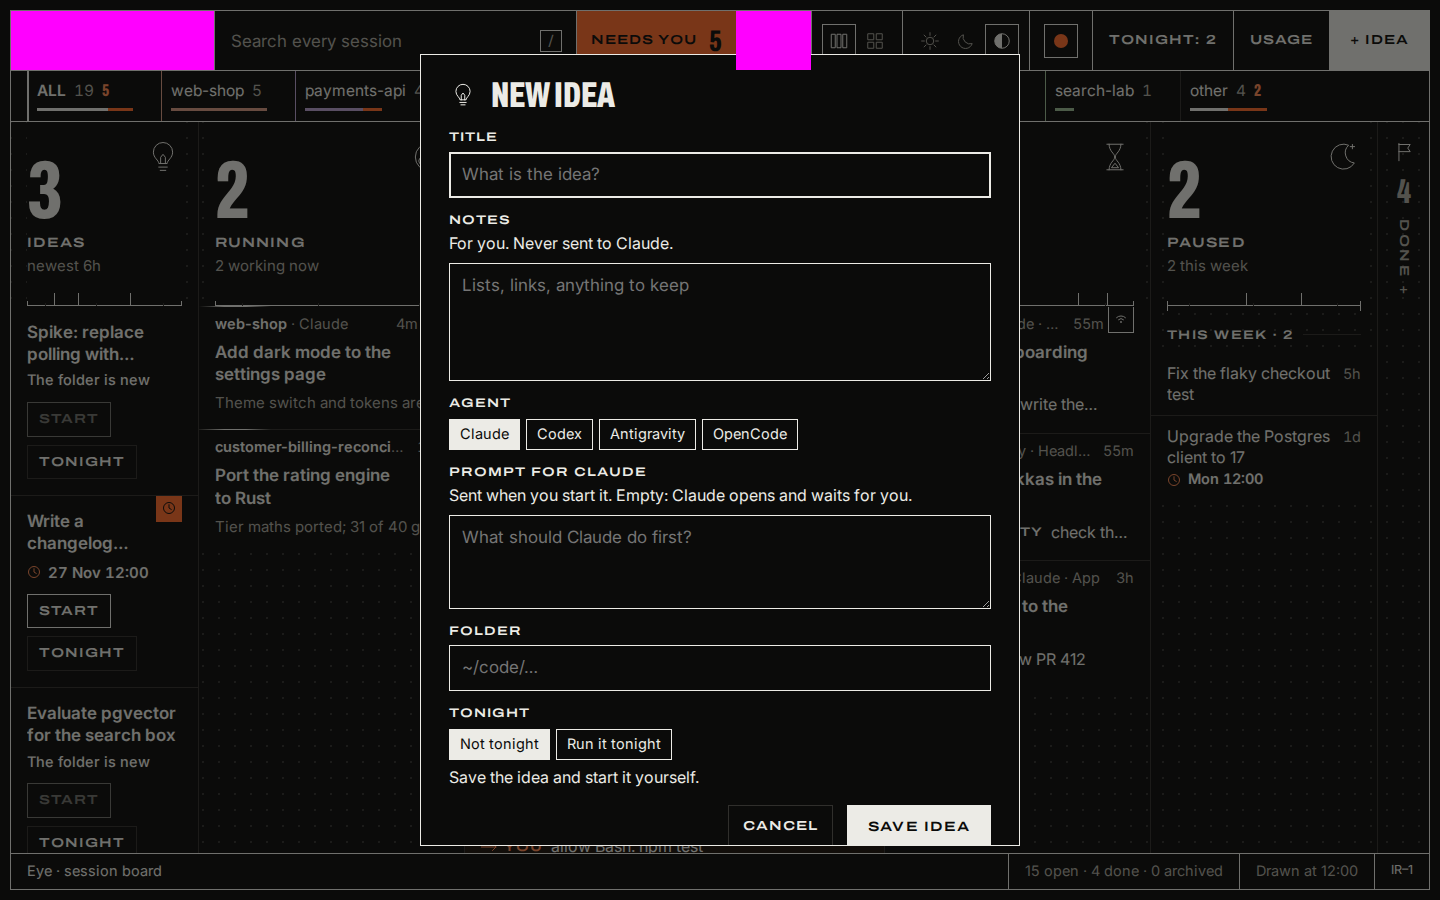 Search every session /
NEEDS YOU 5
TONIGHT: 2
USAGE
+ IDEA
ALL 19 5
web-shop 5
payments-api
search-lab 1
other 4 2
3
IDEAS
newest 6h
Spike: replace
polling with...
The folder is new
START
TONIGHT
Write a
changelog...
27 Nov 12:00
START
TONIGHT
Evaluate pgvector
for the search box
The folder is new
START
TONIGHT
2
RUNNING
2 working now
web-shop · Claude 4m
Add dark mode to the
settings page
Theme switch and tokens are
customer-billing-reconci...
Port the rating engine
to Rust
Tier maths ported; 31 of 40
NEW IDEA
TITLE
What is the idea?
NOTES
For you. Never sent to Claude.
Lists, links, anything to keep
AGENT
Claude Codex Antigravity OpenCode
PROMPT FOR CLAUDE
Sent when you start it. Empty: Claude opens and waits for you.
What should Claude do first?
FOLDER
~/code/...
TONIGHT
Not tonight Run it tonight
Save the idea and start it yourself.
CANCEL SAVE IDEA
YOU allow Bash: npm test
55m
write the...
55m
in the
check th...
App 3h
to the
PR 412
2
PAUSED
2 this week
THIS WEEK · 2
Fix the flaky checkout 5h
test
Upgrade the Postgres 1d
client to 17
Mon 12:00
4
DONE +
Eye · session board
15 open · 4 done · 0 archived
Drawn at 12:00
IR–1